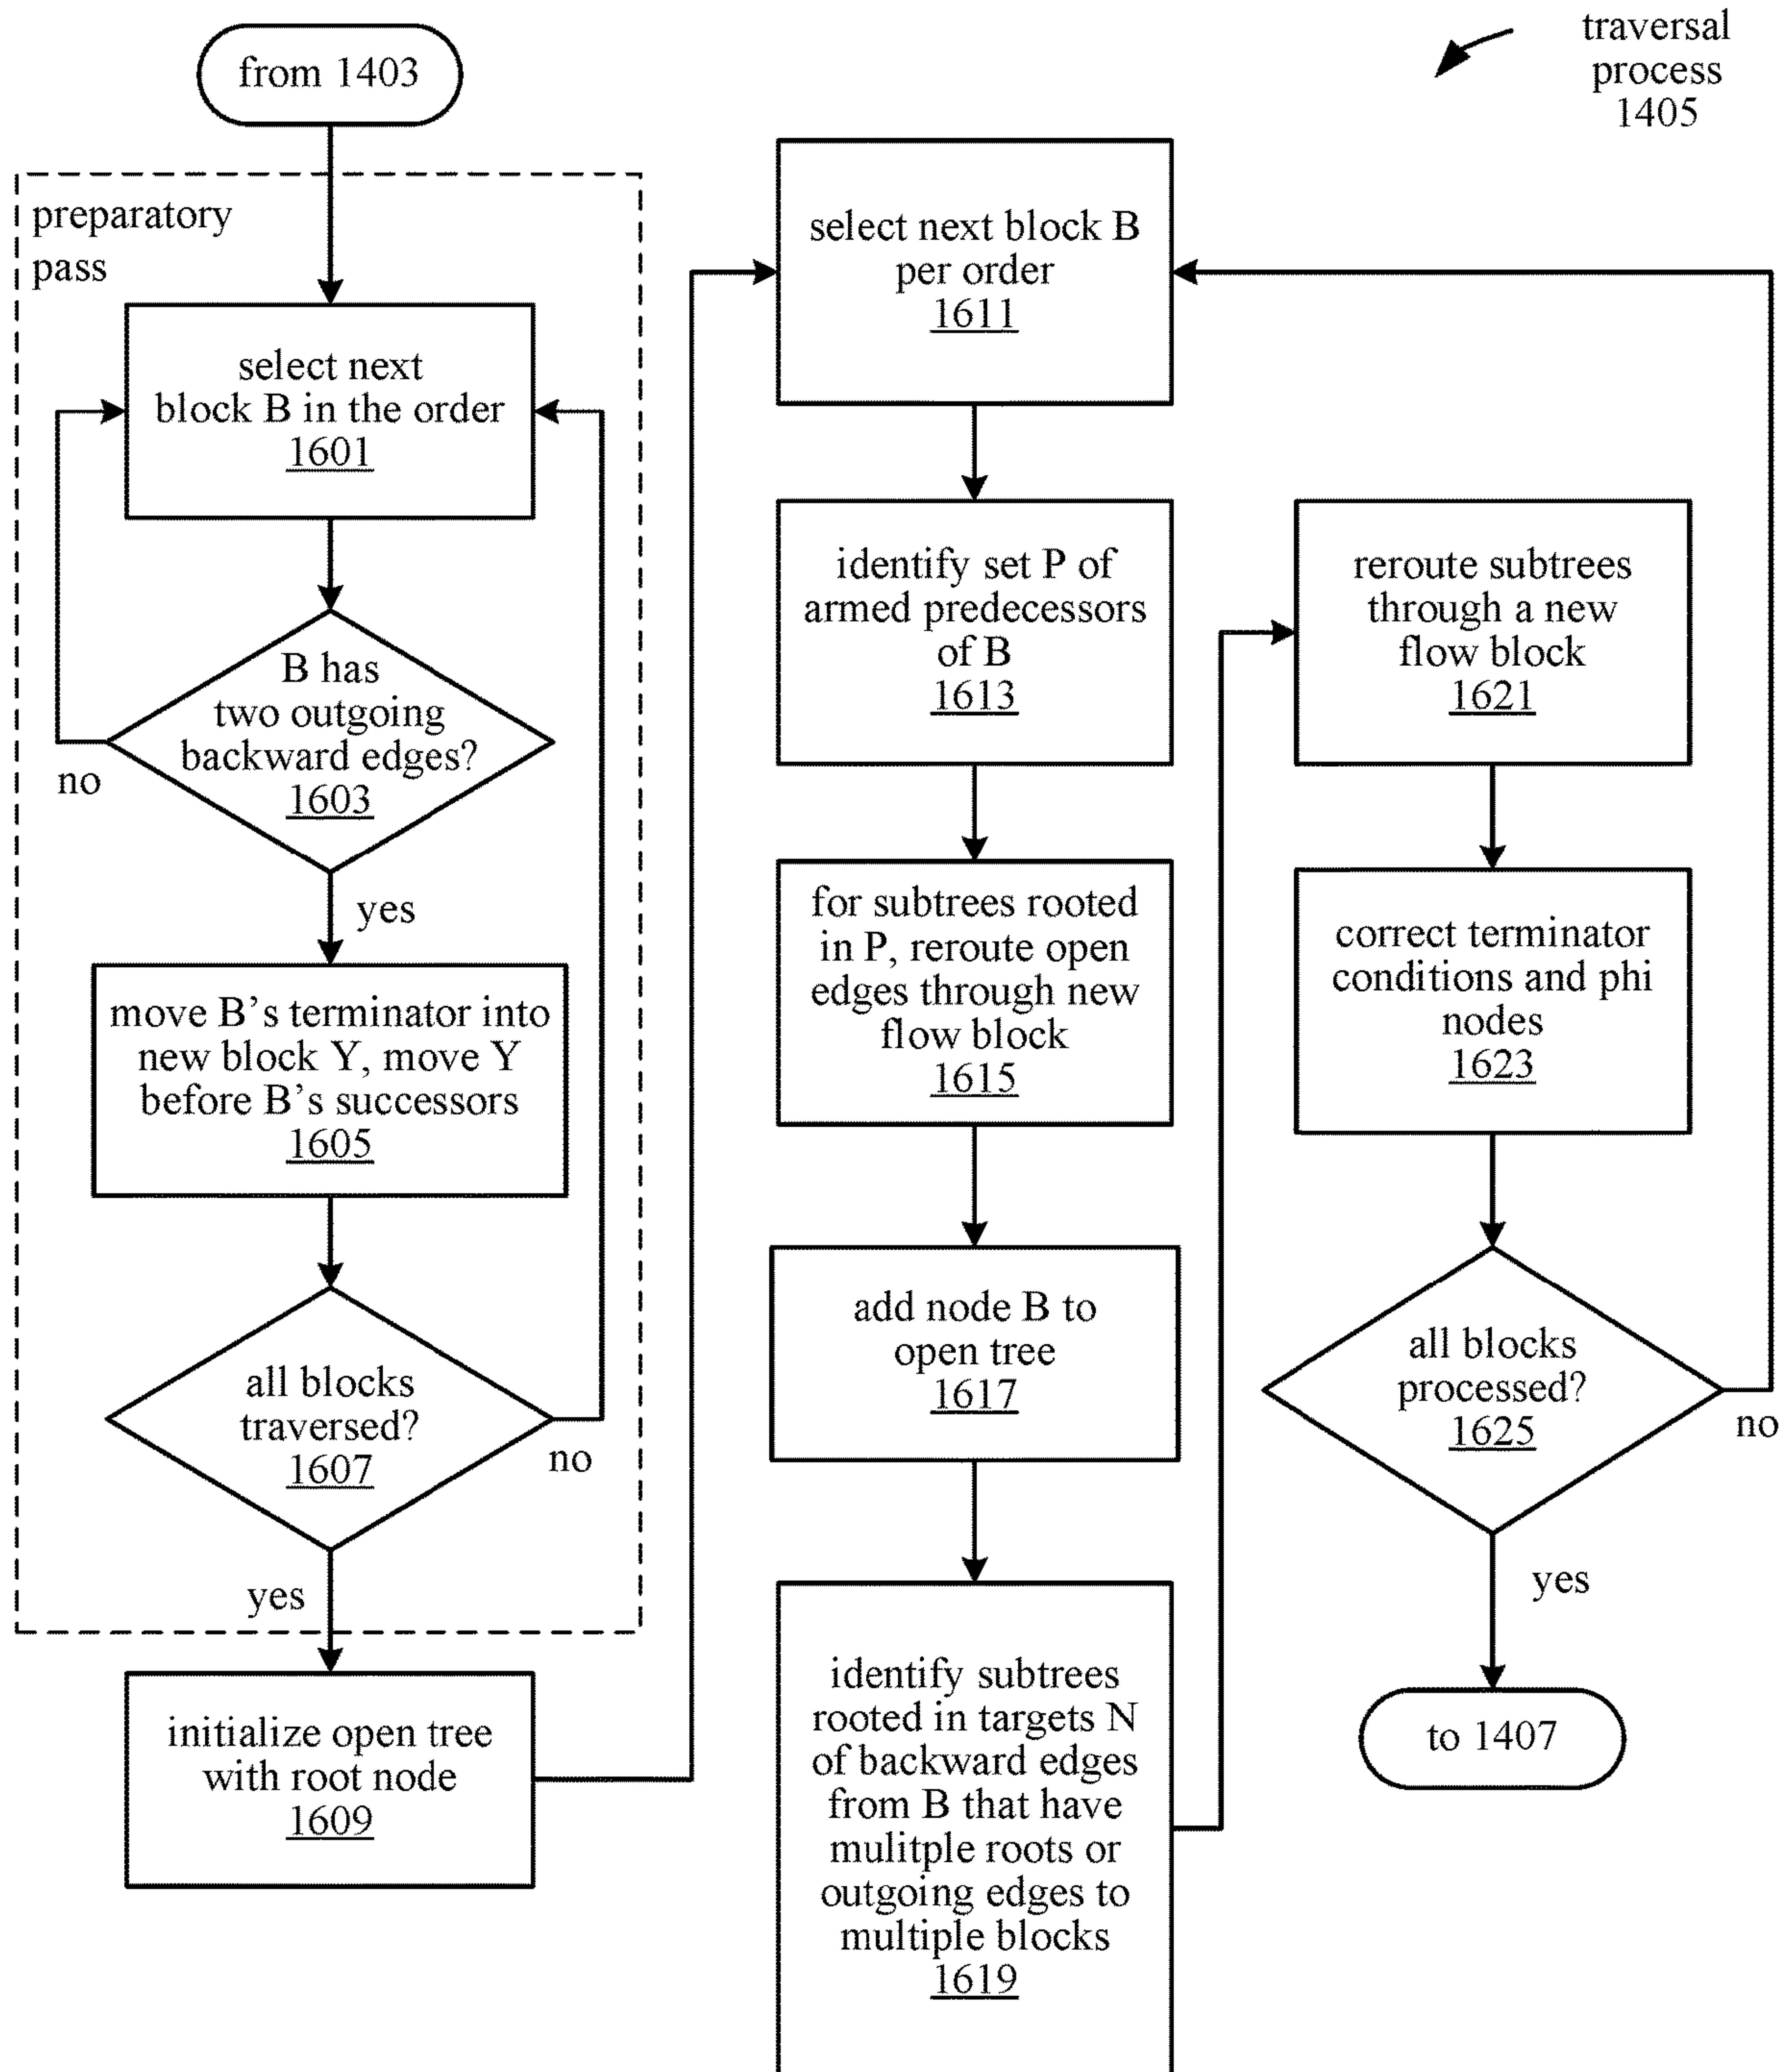 traversal
process
1405
from 1403
preparatory
pass
select next
block B in the order
1601
B has
two outgoing
backward edges?
1603
no
yes
move B's terminator into
new block Y, move Y
before B's successors
1605
all blocks
traversed?
1607
no
yes
initialize open tree
with root node
1609
select next block B
per order
1611
identify set P of
armed predecessors
of B
1613
for subtrees rooted
in P, reroute open
edges through new
flow block
1615
add node B to
open tree
1617
identify subtrees
rooted in targets N
of backward edges
from B that have
mulitple roots or
outgoing edges to
multiple blocks
1619
reroute subtrees
through a new
flow block
1621
correct terminator
conditions and phi
nodes
1623
all blocks
processed?
1625
no
yes
to 1407